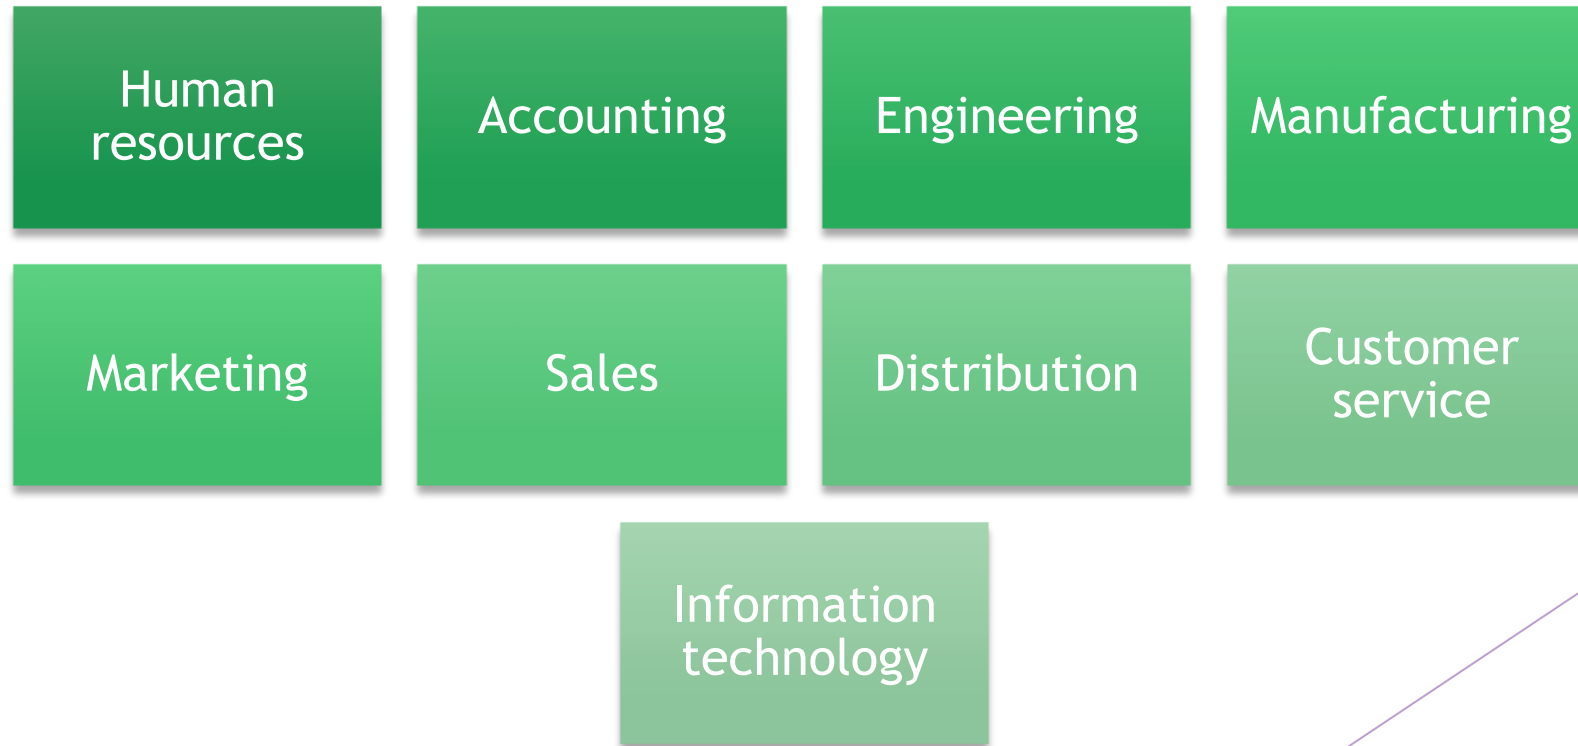 Human
resources
Accounting
Engineering
Manufacturing
Marketing
Sales
Distribution
Customer
service
Information
technology